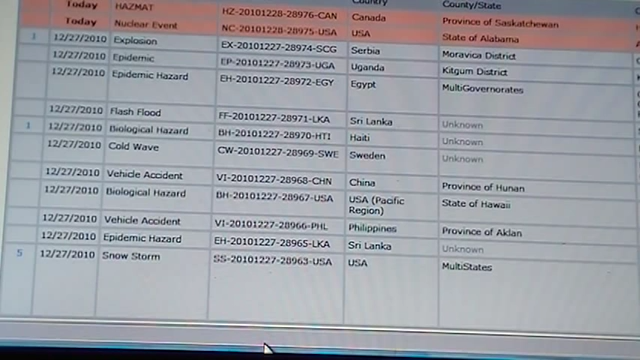 Country County/State
Today HAZMAT HZ-20101228-28976-CAN Canada Province of Saskatchewan
Today Nuclear Event NC-20101228-28975-USA USA State of Alabama
1 12/27/2010 Explosion EX-20101227-28974-SCG Serbia Moravica District
12/27/2010 Epidemic EP-20101227-28973-UGA Uganda Kitgum District
12/27/2010 Epidemic Hazard EH-20101227-28972-EGY Egypt MultiGovernorates
12/27/2010 Flash Flood FF-20101227-28971-LKA Sri Lanka Unknown
1 12/27/2010 Biological Hazard BH-20101227-28970-HTI Haiti Unknown
12/27/2010 Cold Wave CW-20101227-28969-SWE Sweden Unknown
12/27/2010 Vehicle Accident VI-20101227-28968-CHN China Province of Hunan
12/27/2010 Biological Hazard BH-20101227-28967-USA USA (Pacific State of Hawaii
Region)
12/27/2010 Vehicle Accident VI-20101227-28966-PHL Philippines Province of Aklan
12/27/2010 Epidemic Hazard EH-20101227-28965-LKA Sri Lanka Unknown
5 12/27/2010 Snow Storm SS-20101227-28963-USA USA MultiStates